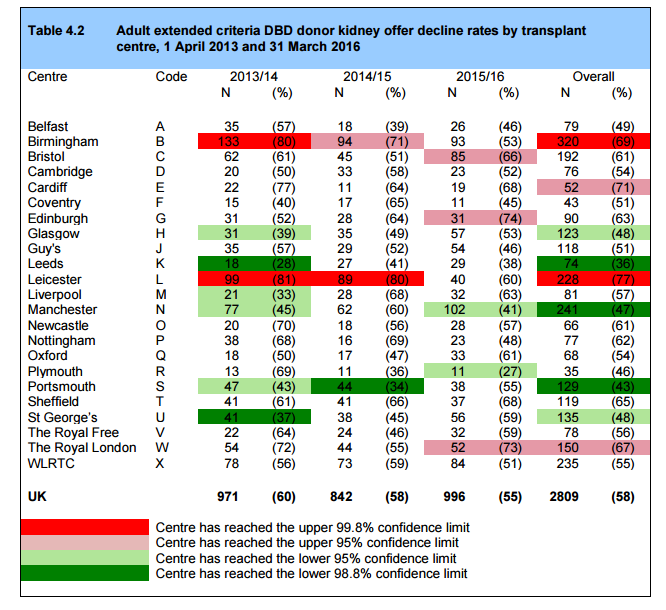 Table 4.2 Adult extended criteria DBD donor kidney offer decline rates by transplant
centre, 1 April 2013 and 31 March 2016
Centre Code 2013/14 2014/15 2015/16 Overall
N (%) N (%) N (%) N (%)
Belfast A 35 (57) 18 (39) 26 (46) 79 (49)
Birmingham B 133 (80) 94 (71) 93 (53) 320 (69)
Bristol C 62 (61) 45 (51) 85 (66) 192 (61)
Cambridge D 20 (50) 33 (58) 23 (52) 76 (54)
Cardiff E 22 (77) 11 (64) 19 (68) 52 (71)
Coventry F 15 (40) 17 (65) 11 (45) 43 (51)
Edinburgh G 31 (52) 28 (64) 31 (74) 90 (63)
Glasgow H 31 (39) 35 (49) 57 (53) 123 (48)
Guy's J 35 (57) 29 (52) 54 (46) 118 (51)
Leeds K 18 (28) 27 (41) 29 (38) 74 (36)
Leicester L 99 (81) 89 (80) 40 (60) 228 (77)
Liverpool M 21 (33) 28 (68) 32 (63) 81 (57)
Manchester N 77 (45) 62 (60) 102 (41) 241 (47)
Newcastle O 20 (70) 18 (56) 28 (57) 66 (61)
Nottingham P 38 (68) 16 (69) 23 (48) 77 (62)
Oxford Q 18 (50) 17 (47) 33 (61) 68 (54)
Plymouth R 13 (69) 11 (36) 11 (27) 35 (46)
Portsmouth S 47 (43) 44 (34) 38 (55) 129 (43)
Sheffield T 41 (61) 41 (66) 37 (68) 119 (65)
St George's U 41 (37) 38 (45) 56 (59) 135 (48)
The Royal Free V 22 (64) 24 (46) 32 (59) 78 (56)
The Royal London W 54 (72) 44 (55) 52 (73) 150 (67)
WLRTC X 78 (56) 73 (59) 84 (51) 235 (55)
UK 971 (60) 842 (58) 996 (55) 2809 (58)
Centre has reached the upper 99.8% confidence limit
Centre has reached the upper 95% confidence limit
Centre has reached the lower 95% confidence limit
Centre has reached the lower 98.8% confidence limit